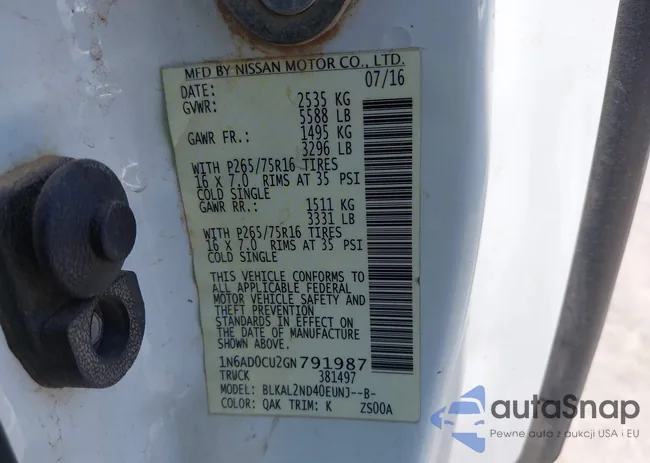 MFD BY NISSAN MOTOR CO., LTD.
DATE: 07/16
GVWR: 2535 KG
5588 LB
GAWR FR.: 1495 KG
3296 LB
WITH P265/75R16 TIRES
16 X 7.0 RIMS AT 35 PSI
COLD SINGLE
GAWR RR.: 1511 KG
3331 LB
WITH P265/75R16 TIRES
16 X 7.0 RIMS AT 35 PSI
COLD SINGLE
THIS VEHICLE CONFORMS TO
ALL APPLICABLE FEDERAL
MOTOR VEHICLE SAFETY AND
THEFT PREVENTION
STANDARDS IN EFFECT ON
THE DATE OF MANUFACTURE
SHOWN ABOVE.
1N6AD0CU2GN791987
TRUCK 381497
MODEL: BLKAL2ND40EUNJ--B-
COLOR: QAK TRIM: K ZS00A
autaSnap
Pewne auta z aukcji USA i EU